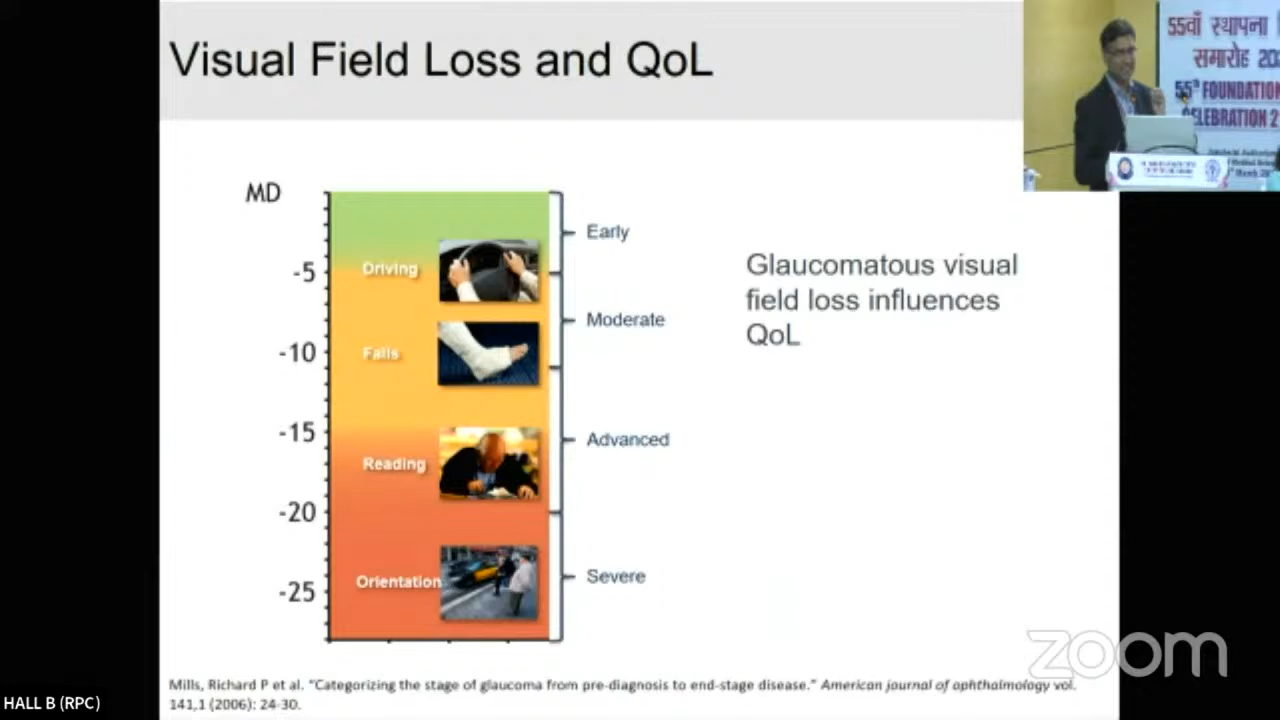 Visual Field Loss and QoL
55वाँ स्थापना
समारोह
55th FOUNDATION
CELEBRATION
MD
-5
-10
-15
-20
-25
Driving
Falls
Reading
Orientation
Early
Moderate
Advanced
Severe
Glaucomatous visual
field loss influences
QoL
Mills, Richard P et al. “Categorizing the stage of glaucoma from pre-diagnosis to end-stage disease.” American journal of ophthalmology vol.
141,1 (2006): 24-30.
zoom
HALL B (RPC)